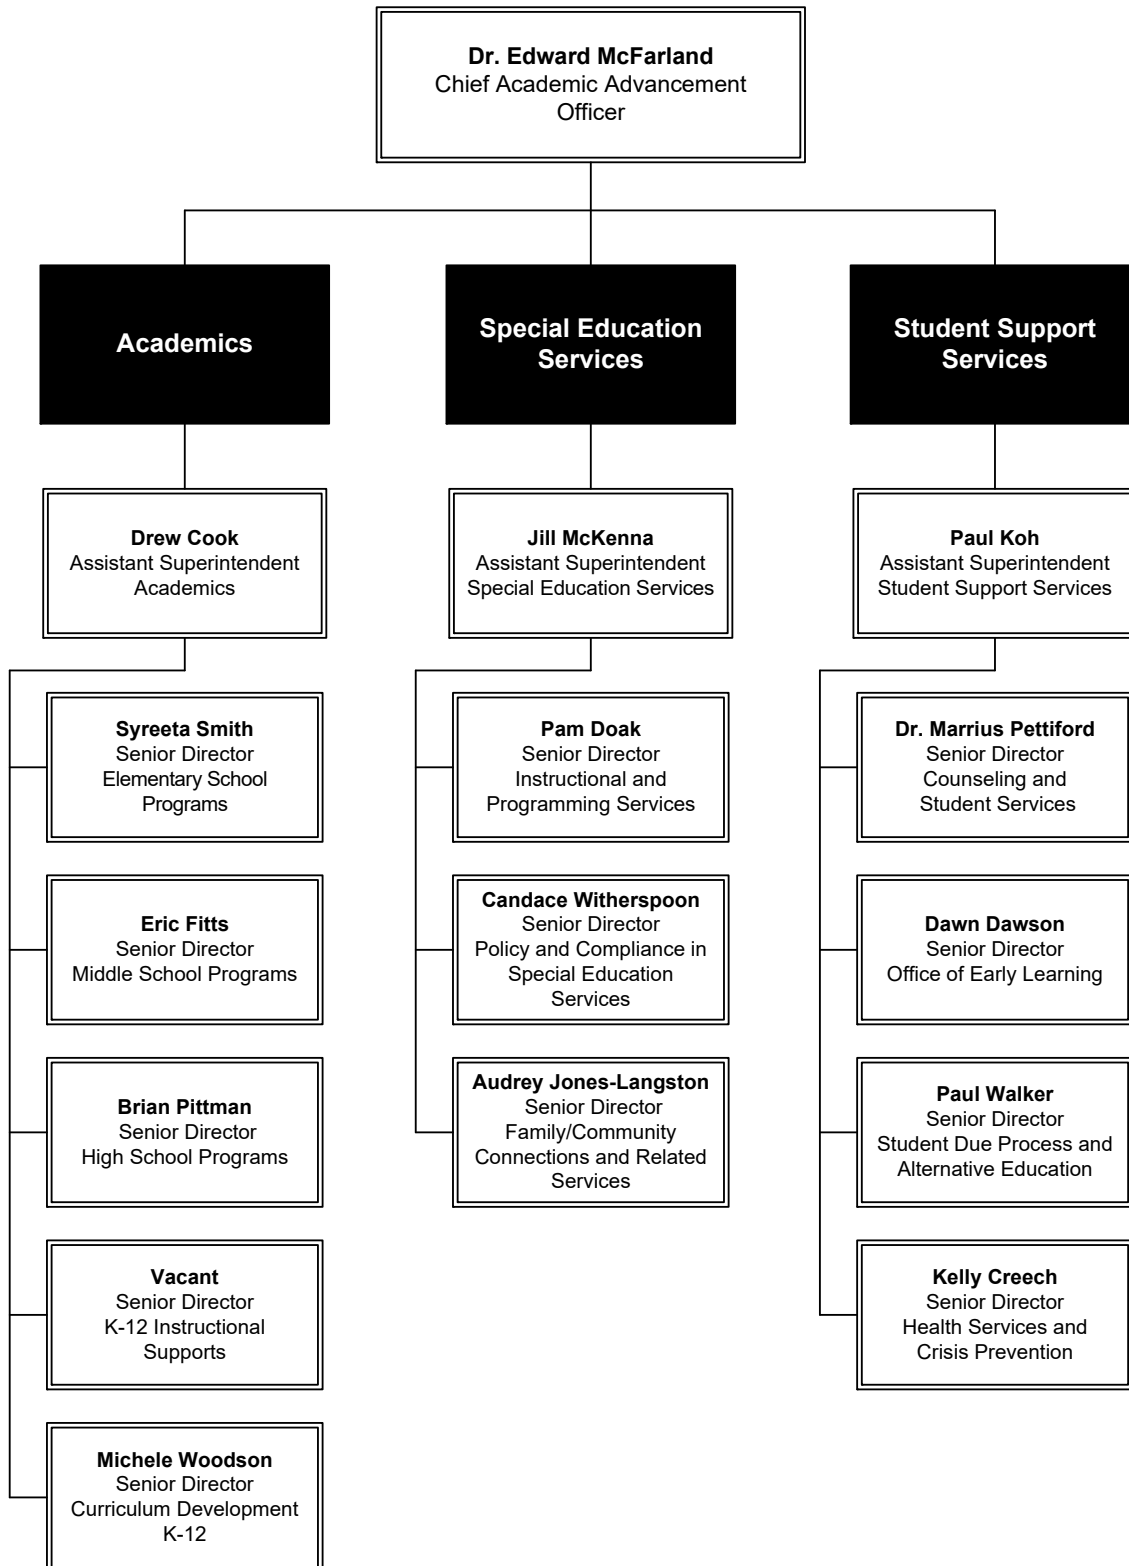 Dr. Edward McFarland
Chief Academic Advancement
Officer
Academics
Special Education
Services
Student Support
Services
Drew Cook
Assistant Superintendent
Academics
Jill McKenna
Assistant Superintendent
Special Education Services
Paul Koh
Assistant Superintendent
Student Support Services
Syreeta Smith
Senior Director
Elementary School
Programs
Pam Doak
Senior Director
Instructional and
Programming Services
Dr. Marrius Pettiford
Senior Director
Counseling and
Student Services
Eric Fitts
Senior Director
Middle School Programs
Candace Witherspoon
Senior Director
Policy and Compliance in
Special Education
Services
Dawn Dawson
Senior Director
Office of Early Learning
Brian Pittman
Senior Director
High School Programs
Audrey Jones-Langston
Senior Director
Family/Community
Connections and Related
Services
Paul Walker
Senior Director
Student Due Process and
Alternative Education
Vacant
Senior Director
K-12 Instructional
Supports
Kelly Creech
Senior Director
Health Services and
Crisis Prevention
Michele Woodson
Senior Director
Curriculum Development
K-12